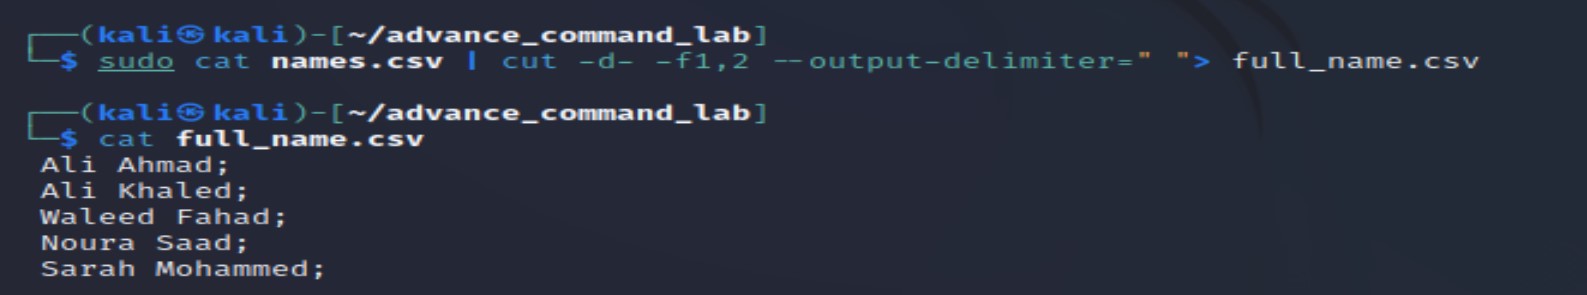 ┌──(kali㉿kali)-[~/advance_command_lab]
└─$ sudo cat names.csv | cut -d- -f1,2 --output-delimiter=" "> full_name.csv
┌──(kali㉿kali)-[~/advance_command_lab]
└─$ cat full_name.csv
Ali Ahmad;
Ali Khaled;
Waleed Fahad;
Noura Saad;
Sarah Mohammed;